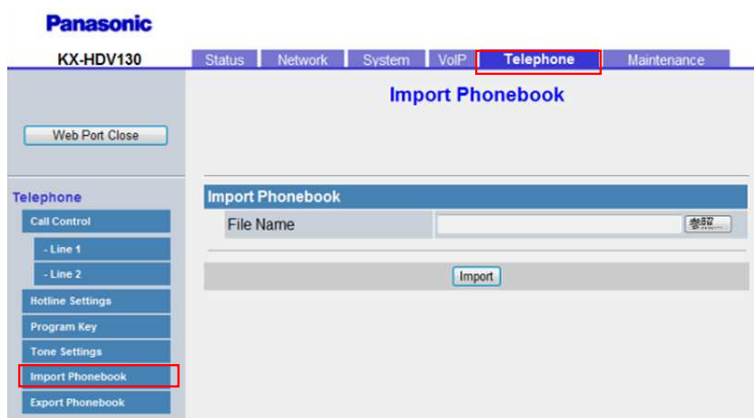 Panasonic
KX-HDV130
Status Network System VoIP Telephone Maintenance
Import Phonebook
Web Port Close
Telephone
Import Phonebook
Call Control
File Name 参照...
- Line 1
- Line 2
Import
Hotline Settings
Program Key
Tone Settings
Import Phonebook
Export Phonebook